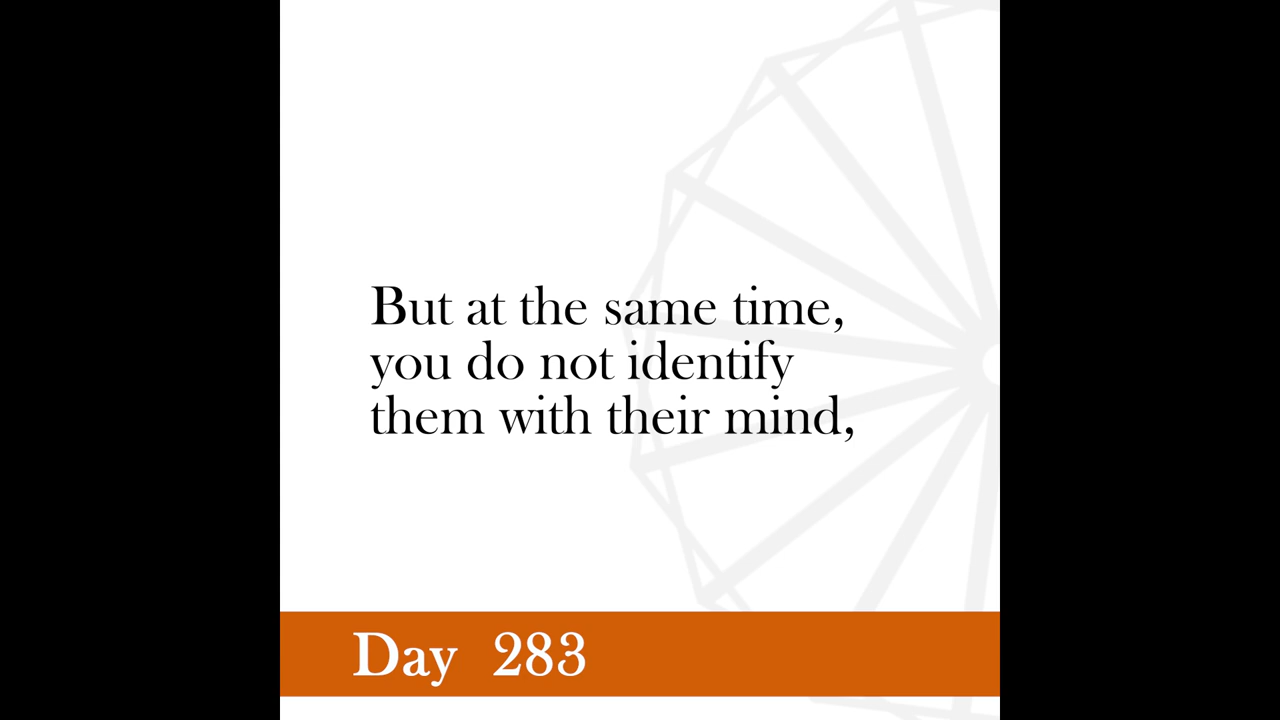 But at the same time,
you do not identify
them with their mind,
Day 283